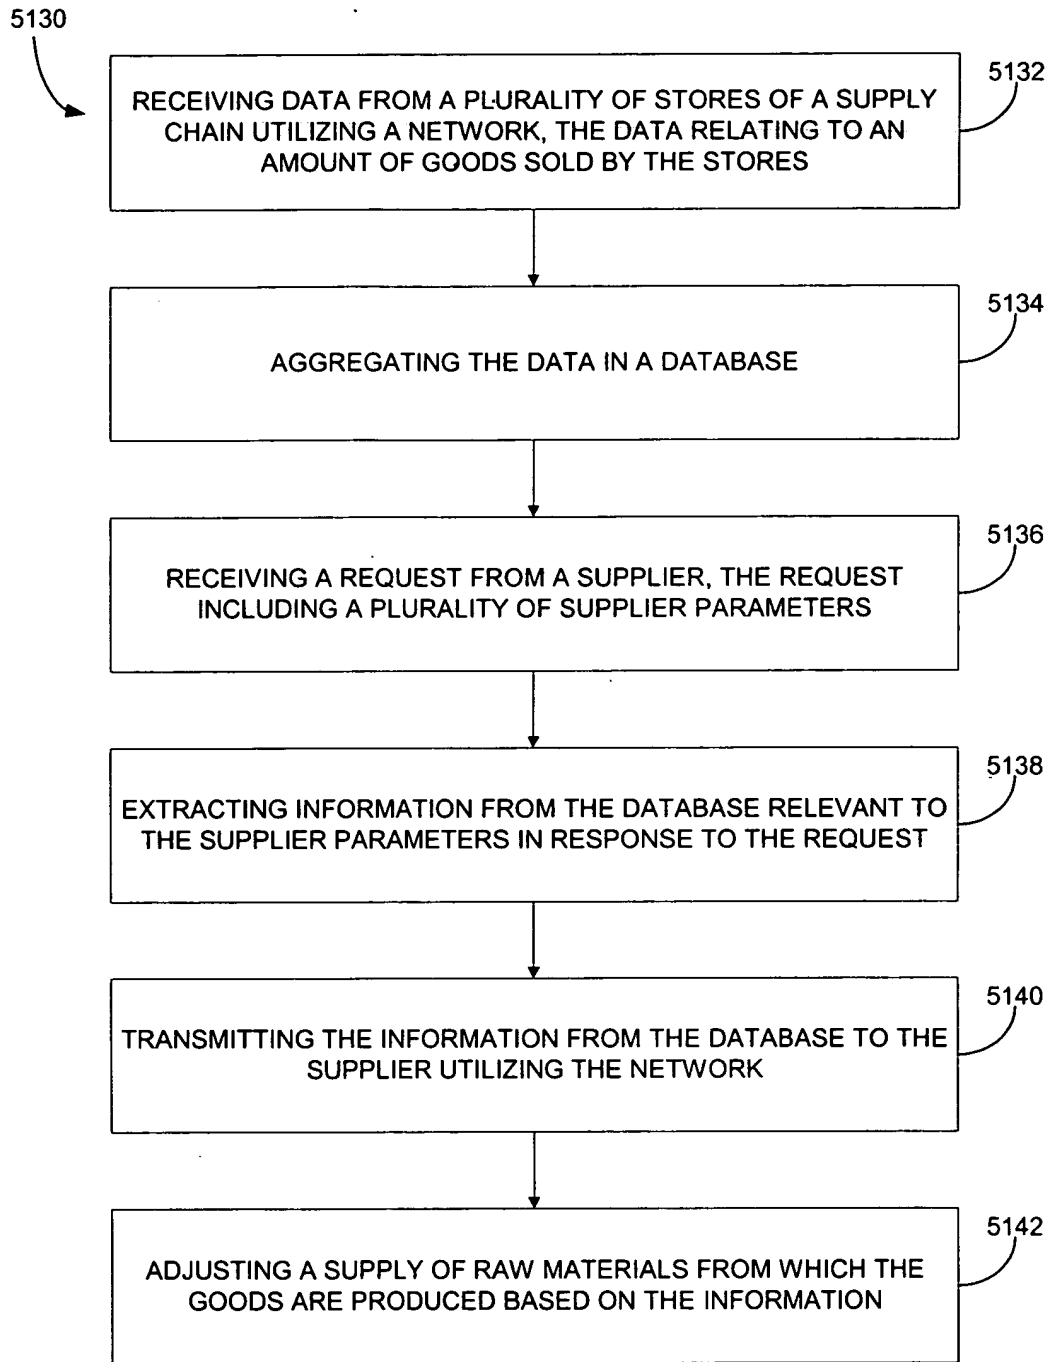 5130
5132
RECEIVING DATA FROM A PLURALITY OF STORES OF A SUPPLY
CHAIN UTILIZING A NETWORK, THE DATA RELATING TO AN
AMOUNT OF GOODS SOLD BY THE STORES
5134
AGGREGATING THE DATA IN A DATABASE
5136
RECEIVING A REQUEST FROM A SUPPLIER, THE REQUEST
INCLUDING A PLURALITY OF SUPPLIER PARAMETERS
5138
EXTRACTING INFORMATION FROM THE DATABASE RELEVANT TO
THE SUPPLIER PARAMETERS IN RESPONSE TO THE REQUEST
5140
TRANSMITTING THE INFORMATION FROM THE DATABASE TO THE
SUPPLIER UTILIZING THE NETWORK
5142
ADJUSTING A SUPPLY OF RAW MATERIALS FROM WHICH THE
GOODS ARE PRODUCED BASED ON THE INFORMATION